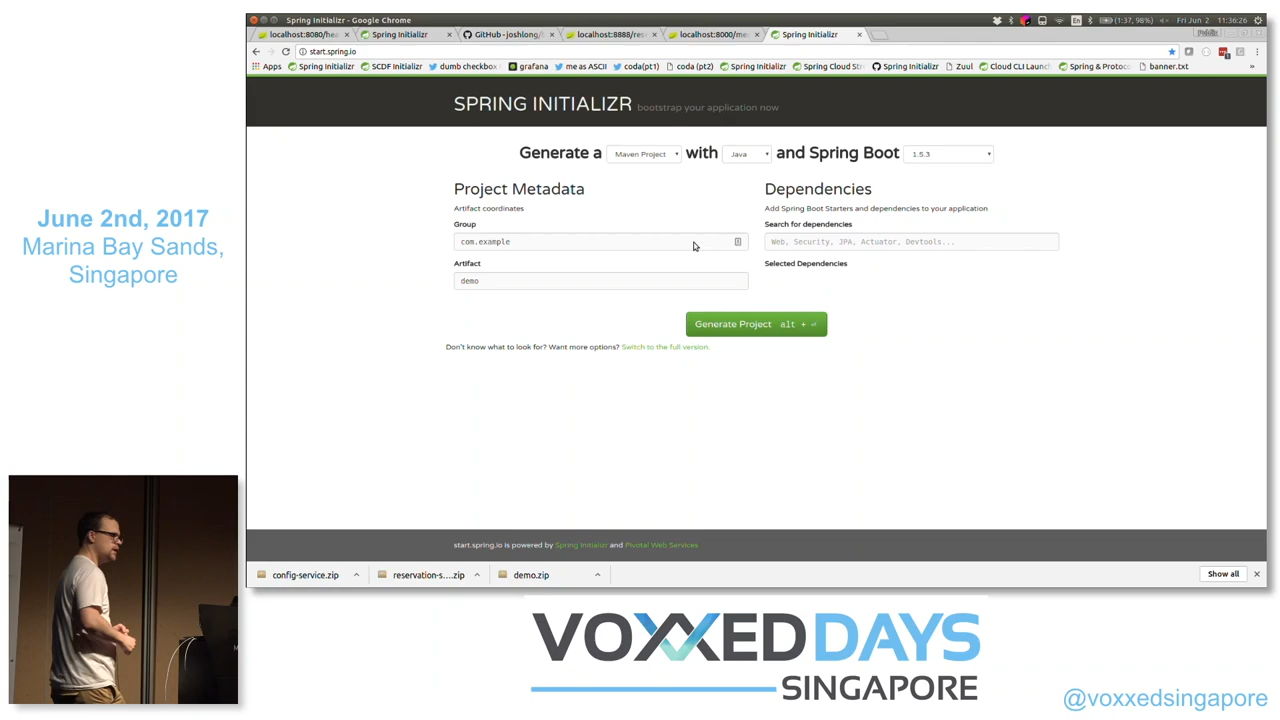 Spring Initializr - Google Chrome
En
(1:37, 98%)
Fri Jun 2
11:36:26
localhost:8080/hea
Spring Initializr
GitHub - joshlong/
localhost:8888/res
localhost:8000/me
Spring Initializr
Public
start.spring.io
Apps
Spring Initializr
SCDF Initializr
dumb checkbox
grafana
me as ASCII
coda(pt1)
coda (pt2)
Spring Initializr
Spring Cloud Str
Spring Initializr
Zuul
Cloud CLI Launc
Spring & Protoco
banner.txt
»
SPRING INITIALIZR bootstrap your application now
Generate a Maven Project with Java and Spring Boot 1.5.3
Project Metadata
Artifact coordinates
Group
com.example
Artifact
demo
Dependencies
Add Spring Boot Starters and dependencies to your application
Search for dependencies
Web, Security, JPA, Actuator, Devtools...
Selected Dependencies
Generate Project alt + ⏎
Don't know what to look for? Want more options? Switch to the full version.
start.spring.io is powered by Spring Initializr and Pivotal Web Services
config-service.zip
reservation-s....zip
demo.zip
Show all
June 2nd, 2017
Marina Bay Sands,
Singapore
VOXXED DAYS
SINGAPORE
@voxxedsingapore